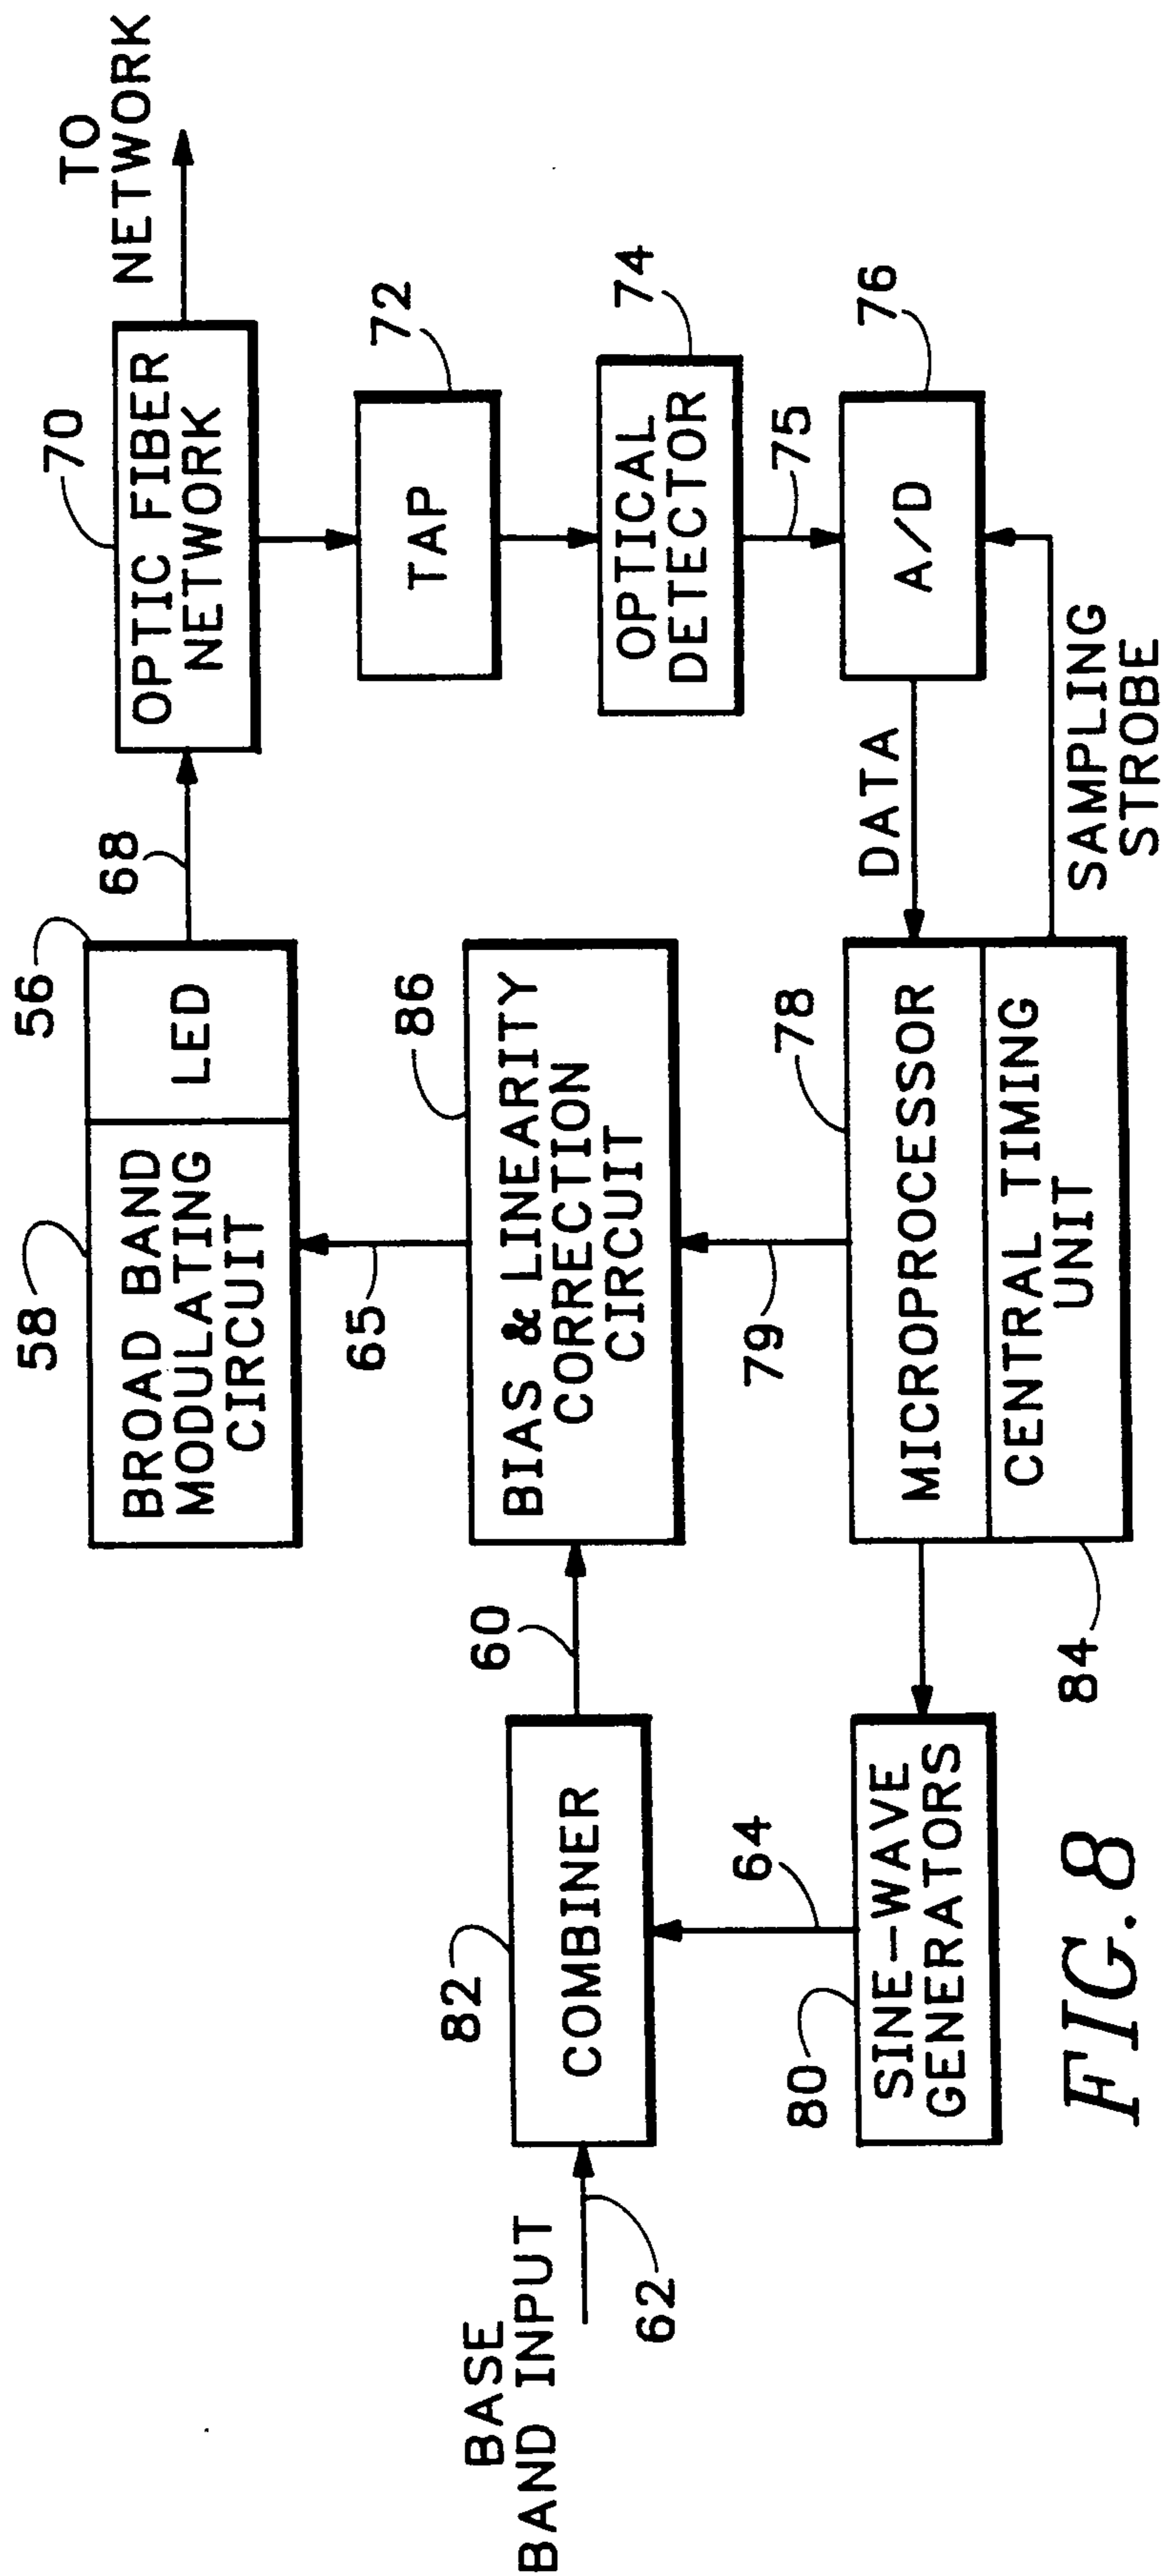 TO
NETWORK
70
OPTIC FIBER
NETWORK
68
56
LED
58
BROAD BAND
MODULATING
CIRCUIT
72
TAP
65
86
BIAS & LINEARITY
CORRECTION
CIRCUIT
60
82
COMBINER
BASE
BAND INPUT
62
74
OPTICAL
DETECTOR
75
76
A/D
DATA
SAMPLING
STROBE
79
78
MICROPROCESSOR
CENTRAL TIMING
UNIT
84
64
80
SINE-WAVE
GENERATORS
FIG. 8